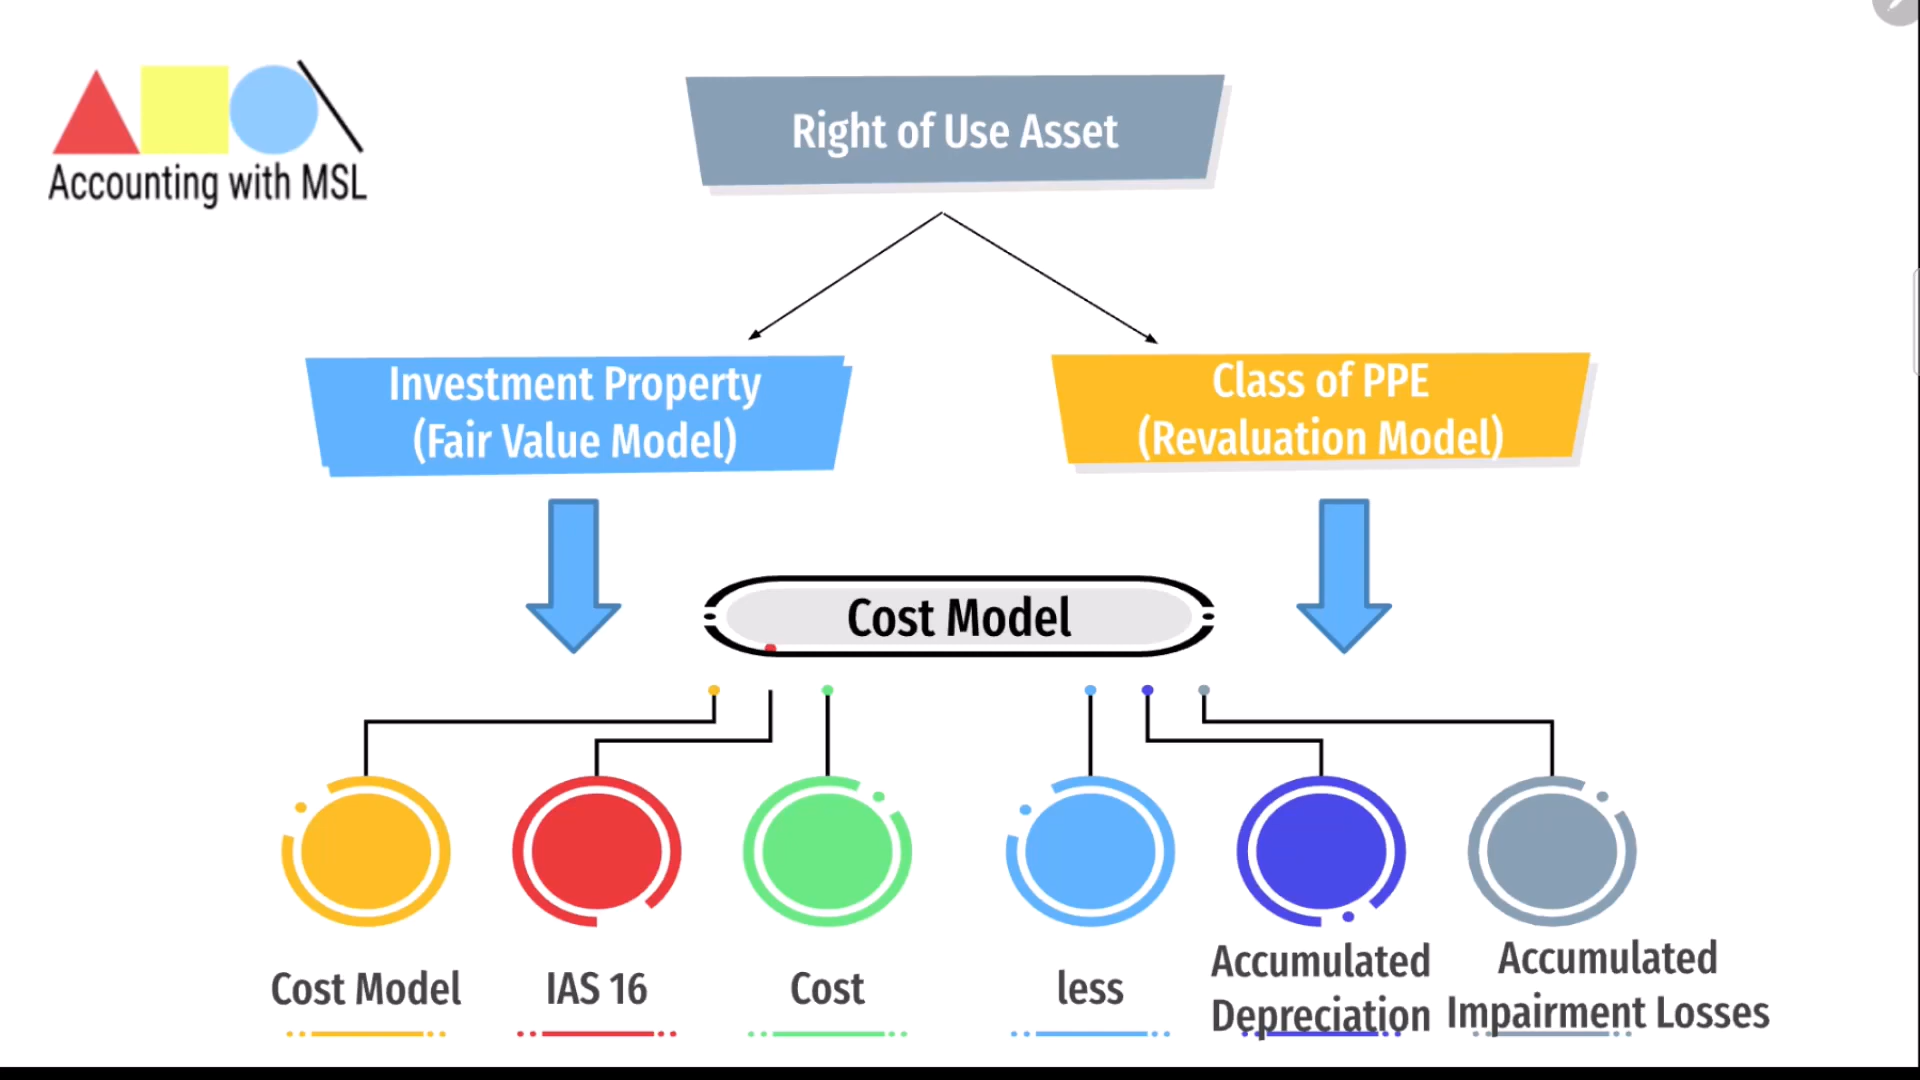 Accounting with MSL
Right of Use Asset
Investment Property
(Fair Value Model)
Class of PPE
(Revaluation Model)
Cost Model
Cost Model
IAS 16
Cost
less
Accumulated
Depreciation
Accumulated
Impairment Losses